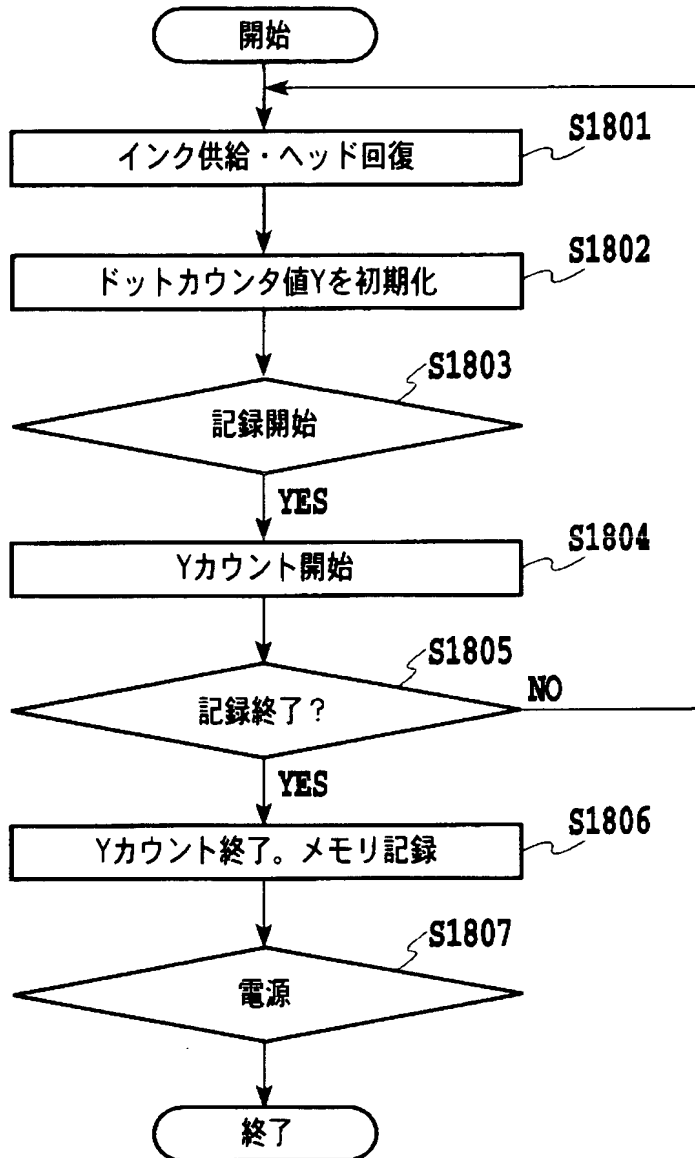 開始
S1801
インク供給・ヘッド回復
S1802
ドットカウンタ値Yを初期化
S1803
記録開始
YES
S1804
Yカウント開始
S1805
記録終了?
NO
YES
S1806
Yカウント終了。メモリ記録
S1807
電源
終了